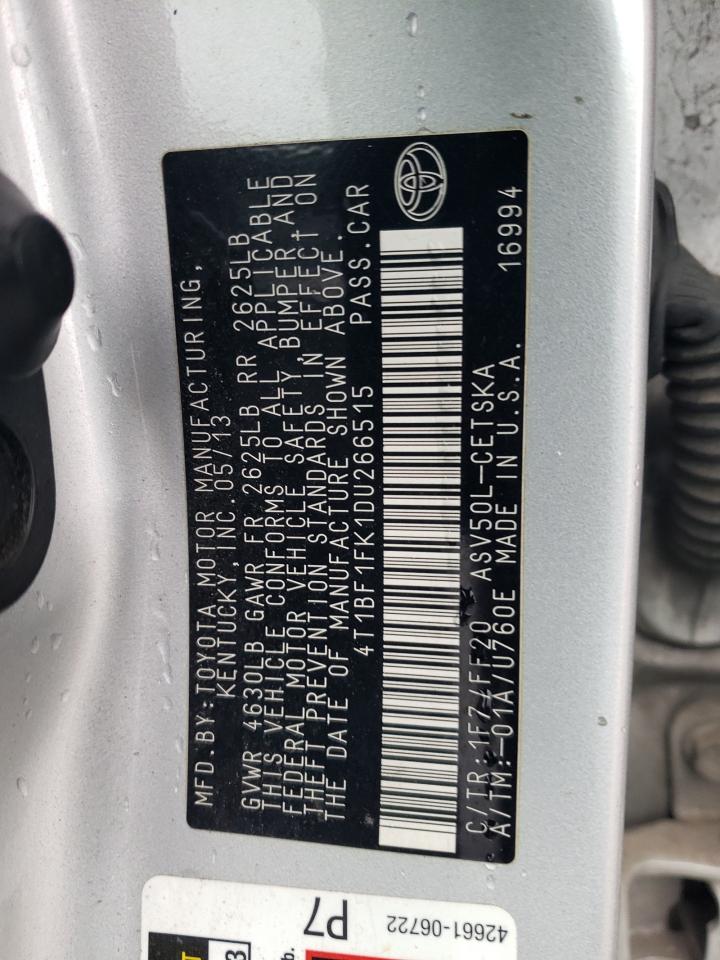 MFD. BY: TOYOTA MOTOR MANUFACTURING,
KENTUCKY, INC. 05/13
GVWR 4630LB GAWR FR 2625LB RR 2625LB
THIS VEHICLE CONFORMS TO ALL APPLICABLE
FEDERAL MOTOR VEHICLE SAFETY, BUMPER AND
THEFT PREVENTION STANDARDS IN EFFECT ON
THE DATE OF MANUFACTURE SHOWN ABOVE.
4T1BF1FK1DU266515 PASS. CAR
C/TR: 1F7/FF20 ASV50L-CETSKA
A/TM: -01A/U760E MADE IN U.S.A. 16994
P7
42661-06722